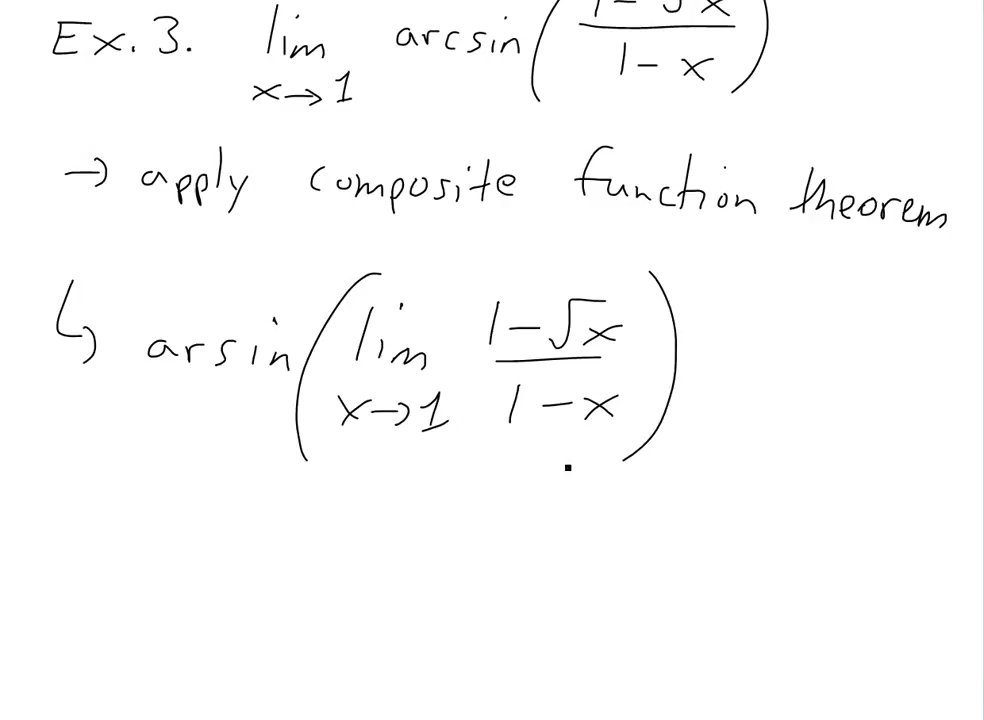 Ex. 3. lim x→1 arcsin( (1-√x)/(1-x) )
→ apply composite function theorem
↳ arsin( lim x→1 (1-√x)/(1-x) )